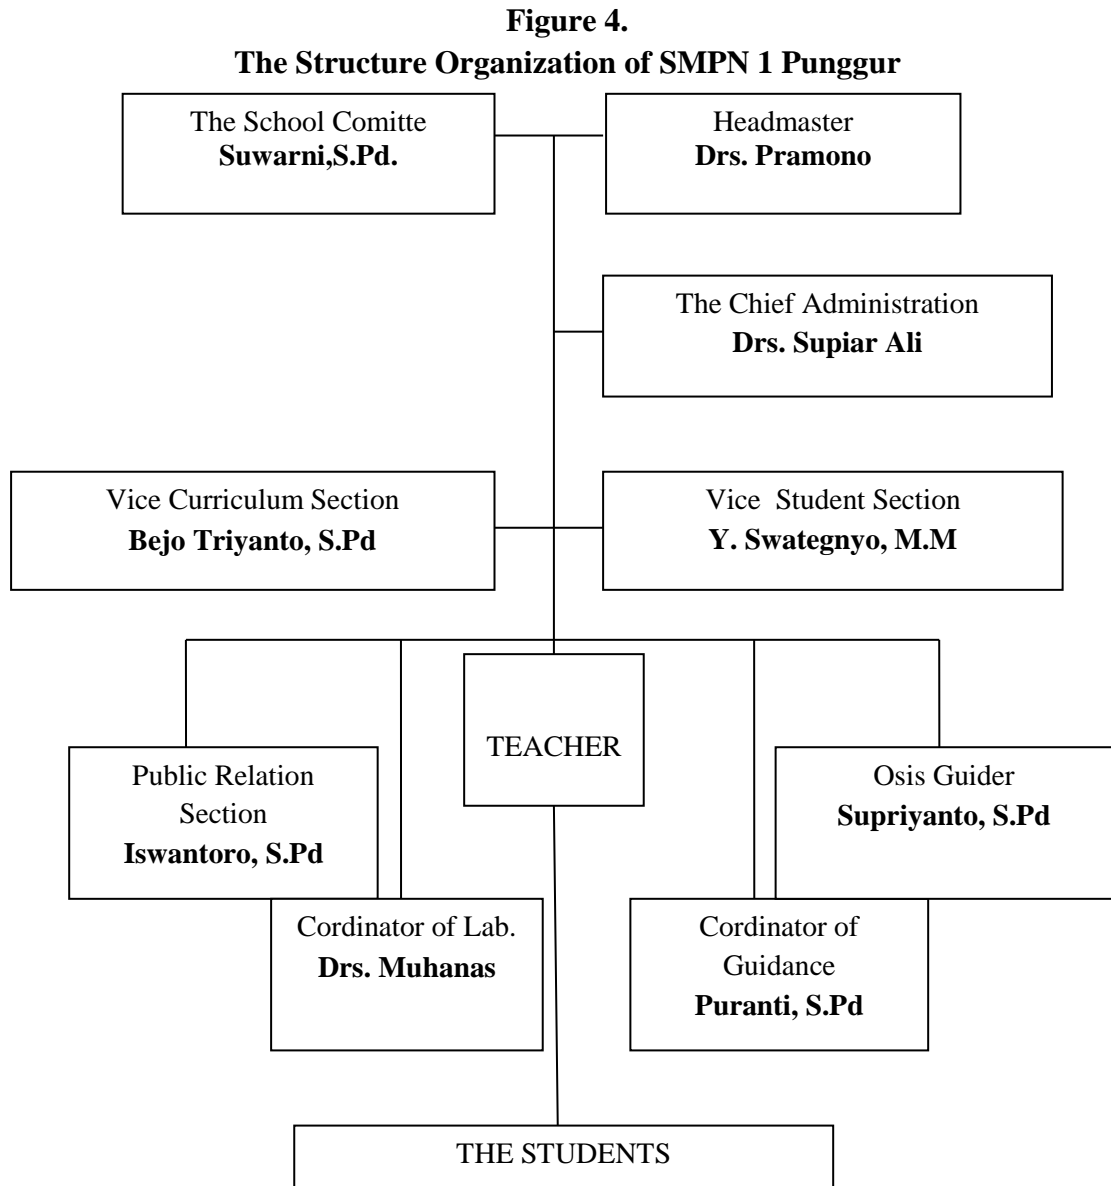 Figure 4.
The Structure Organization of SMPN 1 Punggur
The School Comitte
Suwarni,S.Pd.
Headmaster
Drs. Pramono
The Chief Administration
Drs. Supiar Ali
Vice Curriculum Section
Bejo Triyanto, S.Pd
Vice Student Section
Y. Swategnyo, M.M
TEACHER
Public Relation
Section
Iswantoro, S.Pd
Osis Guider
Supriyanto, S.Pd
Cordinator of Lab.
Drs. Muhanas
Cordinator of
Guidance
Puranti, S.Pd
THE STUDENTS